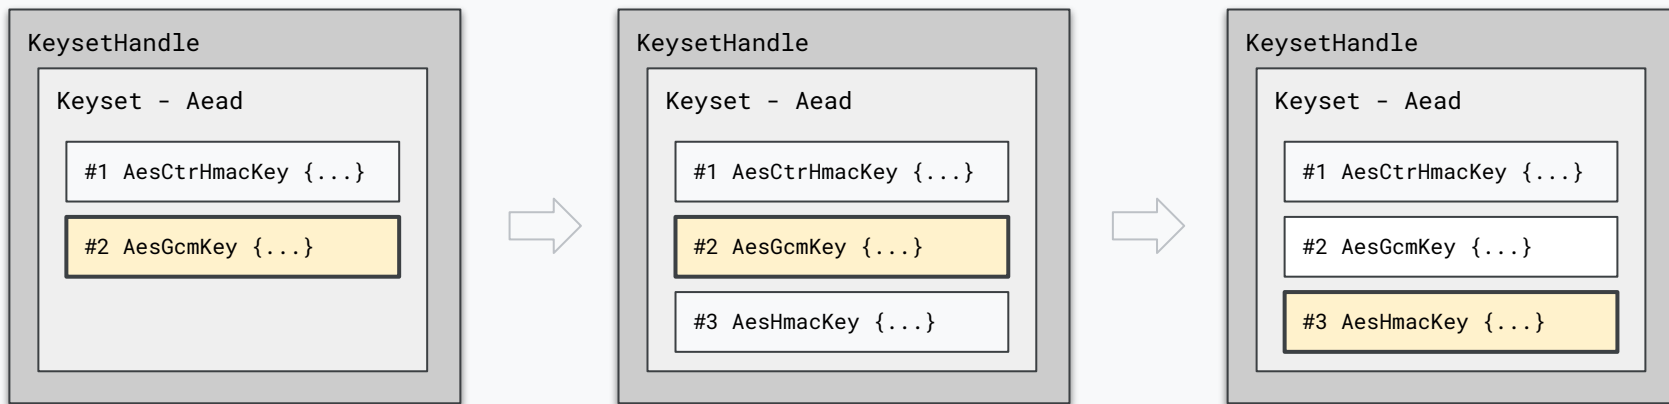 KeysetHandle
Keyset - Aead
#1 AesCtrHmacKey {...}
#2 AesGcmKey {...}
KeysetHandle
Keyset - Aead
#1 AesCtrHmacKey {...}
#2 AesGcmKey {...}
#3 AesHmacKey {...}
KeysetHandle
Keyset - Aead
#1 AesCtrHmacKey {...}
#2 AesGcmKey {...}
#3 AesHmacKey {...}